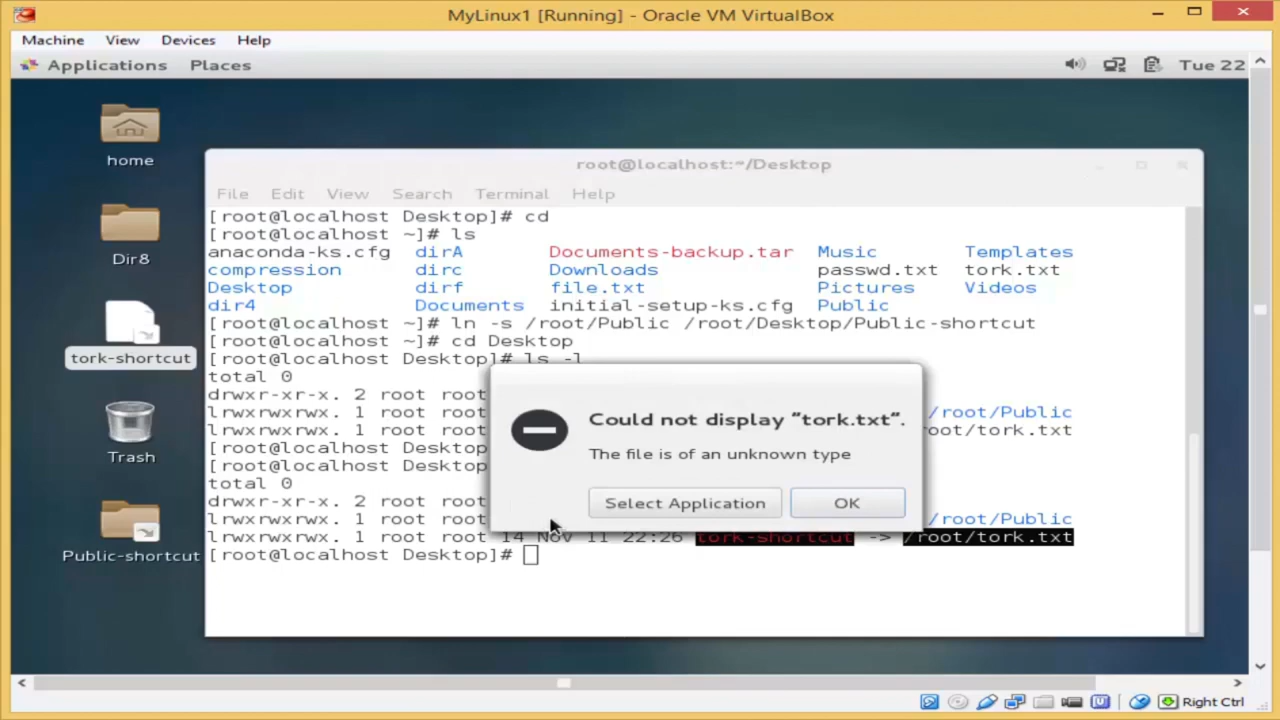 MyLinux1 [Running] - Oracle VM VirtualBox
Machine View Devices Help
Applications Places Tue 22
home
Dir8
tork-shortcut
Trash
Public-shortcut
root@localhost:~/Desktop
File Edit View Search Terminal Help
[root@localhost Desktop]# cd
[root@localhost ~]# ls
anaconda-ks.cfg dirA Documents-backup.tar Music Templates
compression dirc Downloads passwd.txt tork.txt
Desktop dirf file.txt Pictures Videos
dir4 Documents initial-setup-ks.cfg Public
[root@localhost ~]# ln -s /root/Public /root/Desktop/Public-shortcut
[root@localhost ~]# cd Desktop
[root@localhost Desktop]# ls -l
total 0
drwxr-xr-x. 2 root root
lrwxrwxrwx. 1 root root /root/Public
lrwxrwxrwx. 1 root root oot/tork.txt
[root@localhost Desktop
[root@localhost Desktop
total 0
drwxr-xr-x. 2 root root
lrwxrwxrwx. 1 root root /root/Public
lrwxrwxrwx. 1 root root 14 Nov 11 22:26 tork-shortcut -> /root/tork.txt
[root@localhost Desktop]#
Could not display "tork.txt".
The file is of an unknown type
Select Application OK
Right Ctrl